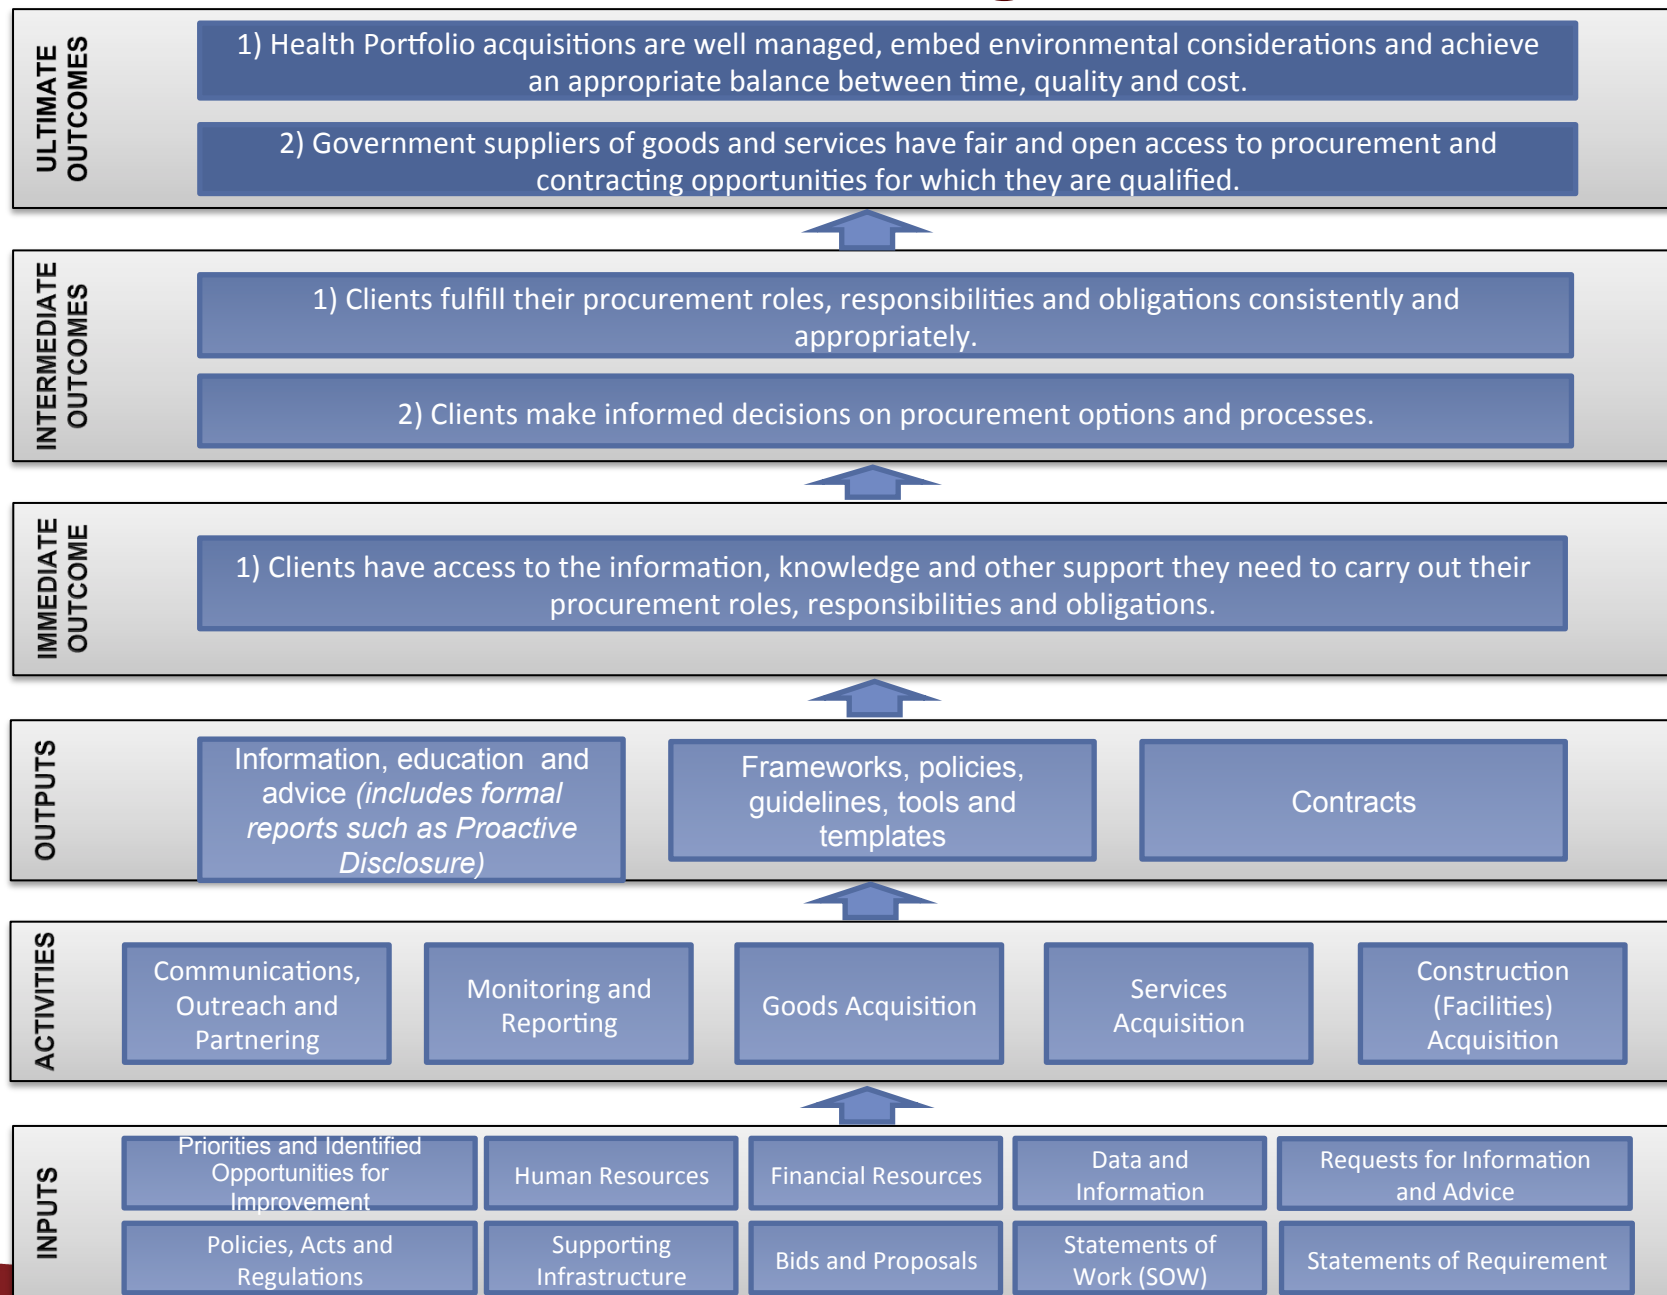 ULTIMATE
OUTCOMES
1) Health Portfolio acquisitions are well managed, embed environmental considerations and achieve
an appropriate balance between time, quality and cost.
2) Government suppliers of goods and services have fair and open access to procurement and
contracting opportunities for which they are qualified.
INTERMEDIATE
OUTCOMES
1) Clients fulfill their procurement roles, responsibilities and obligations consistently and
appropriately.
2) Clients make informed decisions on procurement options and processes.
IMMEDIATE
OUTCOME
1) Clients have access to the information, knowledge and other support they need to carry out their
procurement roles, responsibilities and obligations.
OUTPUTS
Information, education and
advice (includes formal
reports such as Proactive
Disclosure)
Frameworks, policies,
guidelines, tools and
templates
Contracts
ACTIVITIES
Communications,
Outreach and
Partnering
Monitoring and
Reporting
Goods Acquisition
Services
Acquisition
Construction
(Facilities)
Acquisition
INPUTS
Priorities and Identified
Opportunities for
Improvement
Human Resources
Financial Resources
Data and
Information
Requests for Information
and Advice
Policies, Acts and
Regulations
Supporting
Infrastructure
Bids and Proposals
Statements of
Work (SOW)
Statements of Requirement